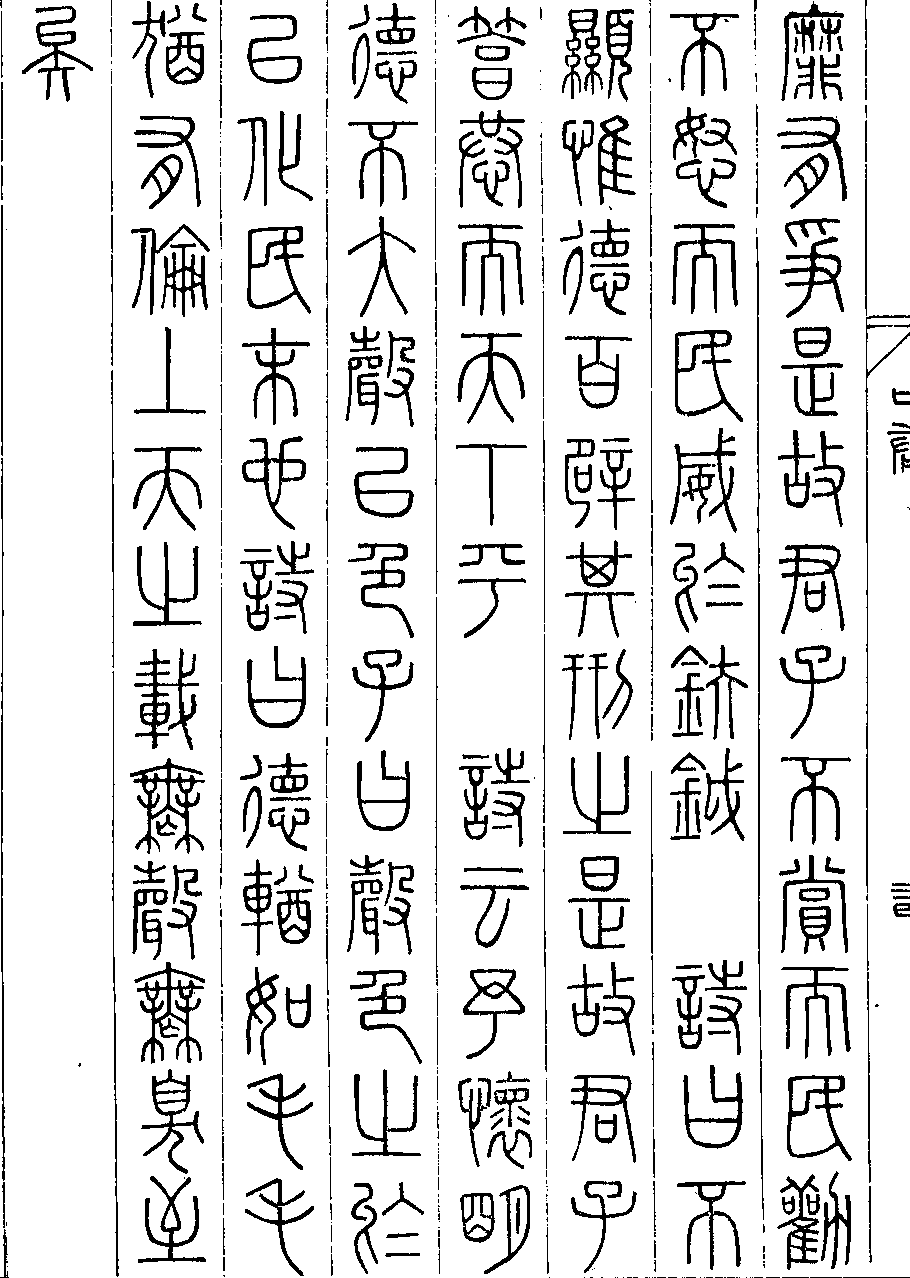 靡有爭是故君子不賞而民勸
不怒而民威於鈇鉞　詩曰不
顯惟德百辟其刑之是故君子
篤恭而天下平　詩云予懷明
德不大聲以色子曰聲色之於
以化民末也詩曰德輶如毛毛
猶有倫上天之載無聲無臭至
矣